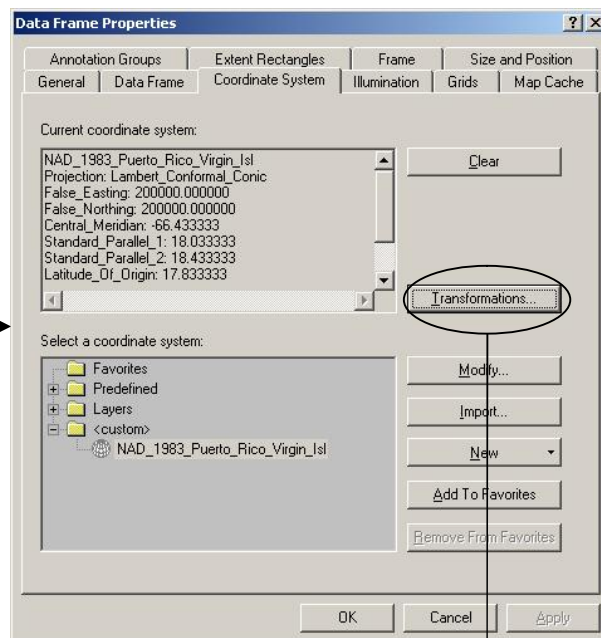 Data Frame Properties
Annotation Groups Extent Rectangles Frame Size and Position
General Data Frame Coordinate System Illumination Grids Map Cache
Current coordinate system:
NAD_1983_Puerto_Rico_Virgin_Isl
Projection: Lambert_Conformal_Conic
False_Easting: 200000.000000
False_Northing: 200000.000000
Central_Meridian: -66.433333
Standard_Parallel_1: 18.033333
Standard_Parallel_2: 18.433333
Latitude_Of_Origin: 17.833333
Clear
Transformations...
Select a coordinate system:
Favorites
Predefined
Layers
<custom>
NAD_1983_Puerto_Rico_Virgin_Isl
Modify...
Import...
New
Add To Favorites
Remove From Favorites
OK Cancel Apply